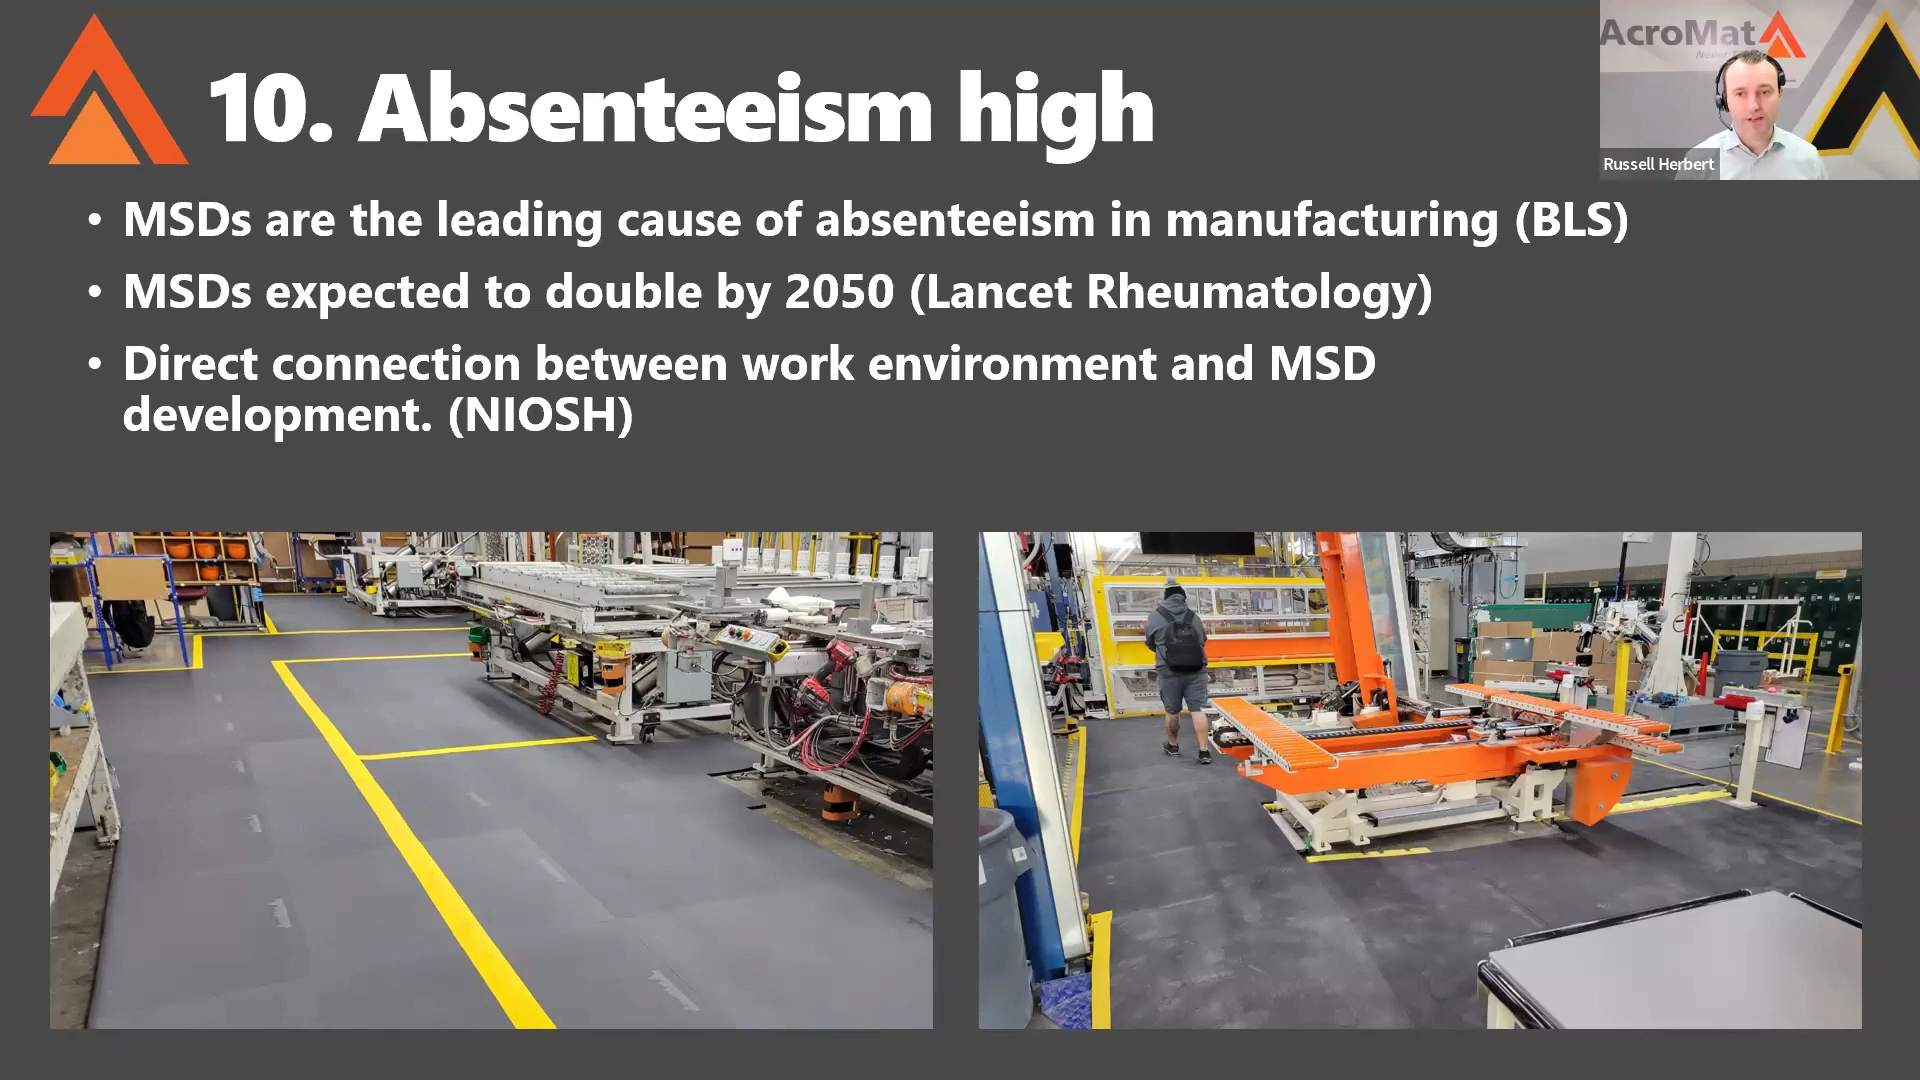 10. Absenteeism high
AcroMat
Russell Herbert
• MSDs are the leading cause of absenteeism in manufacturing (BLS)
• MSDs expected to double by 2050 (Lancet Rheumatology)
• Direct connection between work environment and MSD
development. (NIOSH)